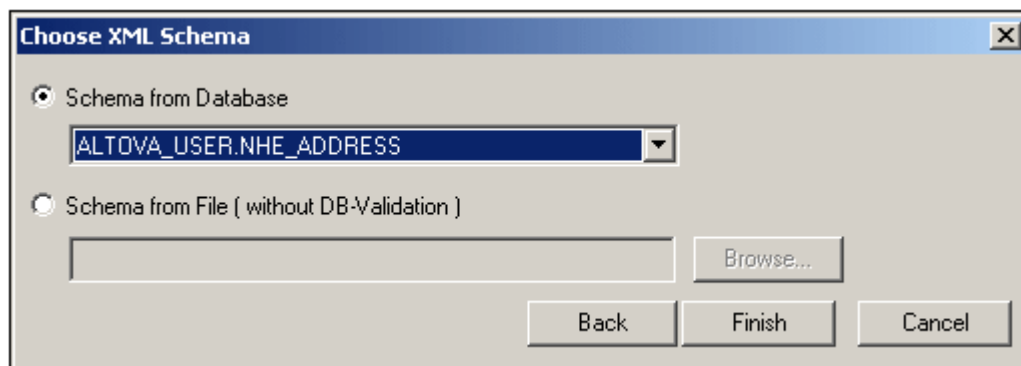 Choose XML Schema
Schema from Database
ALTOVA_USER.NHE_ADDRESS
Schema from File ( without DB-Validation )
Browse...
Back Finish Cancel